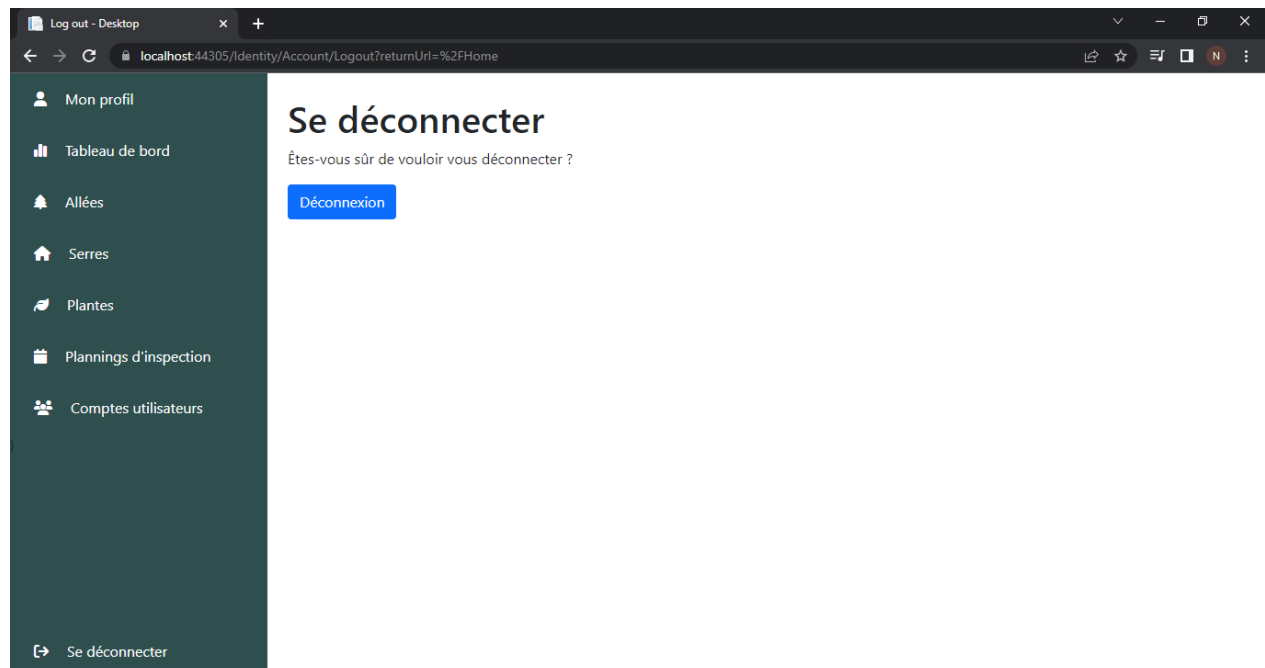 Log out - Desktop
localhost:44305/Identity/Account/Logout?returnUrl=%2FHome
N
Mon profil
Tableau de bord
Allées
Serres
Plantes
Plannings d'inspection
Comptes utilisateurs
Se déconnecter
Se déconnecter
Êtes-vous sûr de vouloir vous déconnecter ?
Déconnexion